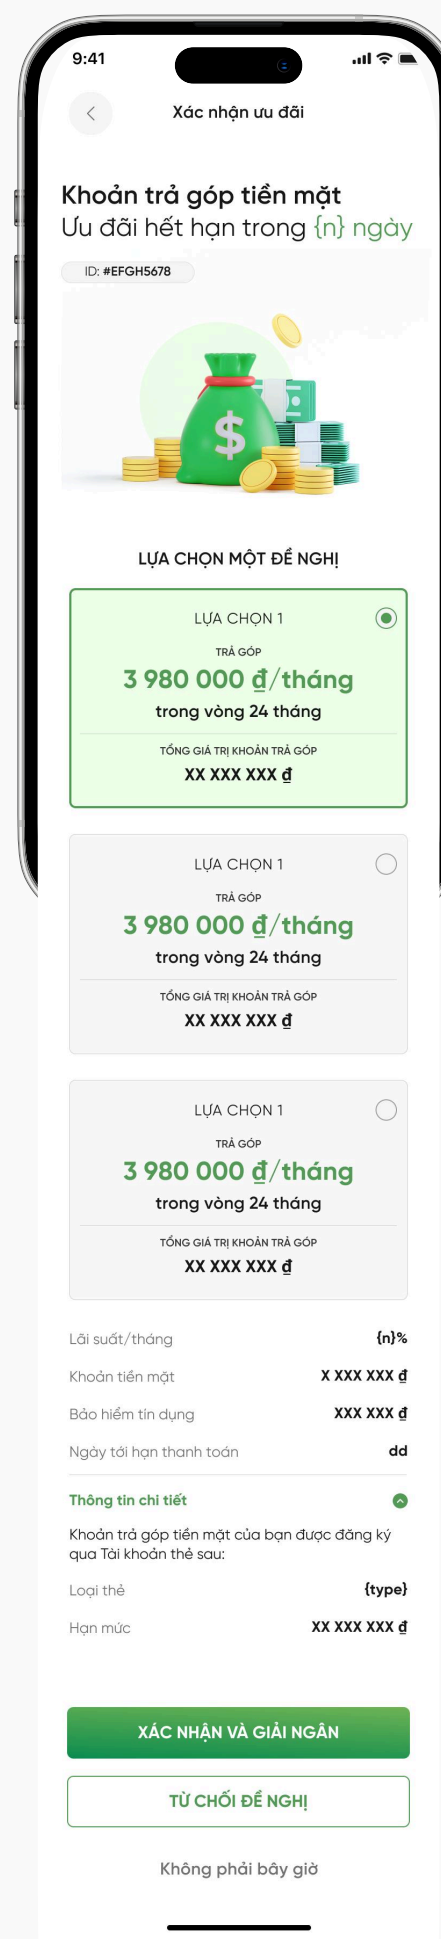 9:41
Xác nhận ưu đãi
Khoản trả góp tiền mặt
Ưu đãi hết hạn trong {n} ngày
ID: #EFGH5678
$
LỰA CHỌN MỘT ĐỀ NGHỊ
LỰA CHỌN 1
TRẢ GÓP
3 980 000 ₫/tháng
trong vòng 24 tháng
TỔNG GIÁ TRỊ KHOẢN TRẢ GÓP
XX XXX XXX ₫
LỰA CHỌN 1
TRẢ GÓP
3 980 000 ₫/tháng
trong vòng 24 tháng
TỔNG GIÁ TRỊ KHOẢN TRẢ GÓP
XX XXX XXX ₫
LỰA CHỌN 1
TRẢ GÓP
3 980 000 ₫/tháng
trong vòng 24 tháng
TỔNG GIÁ TRỊ KHOẢN TRẢ GÓP
XX XXX XXX ₫
Lãi suất/tháng {n}%
Khoản tiền mặt X XXX XXX ₫
Bảo hiểm tín dụng XXX XXX ₫
Ngày tới hạn thanh toán dd
Thông tin chi tiết
Khoản trả góp tiền mặt của bạn được đăng ký
qua Tài khoản thẻ sau:
Loại thẻ {type}
Hạn mức XX XXX XXX ₫
XÁC NHẬN VÀ GIẢI NGÂN
TỪ CHỐI ĐỀ NGHỊ
Không phải bây giờ